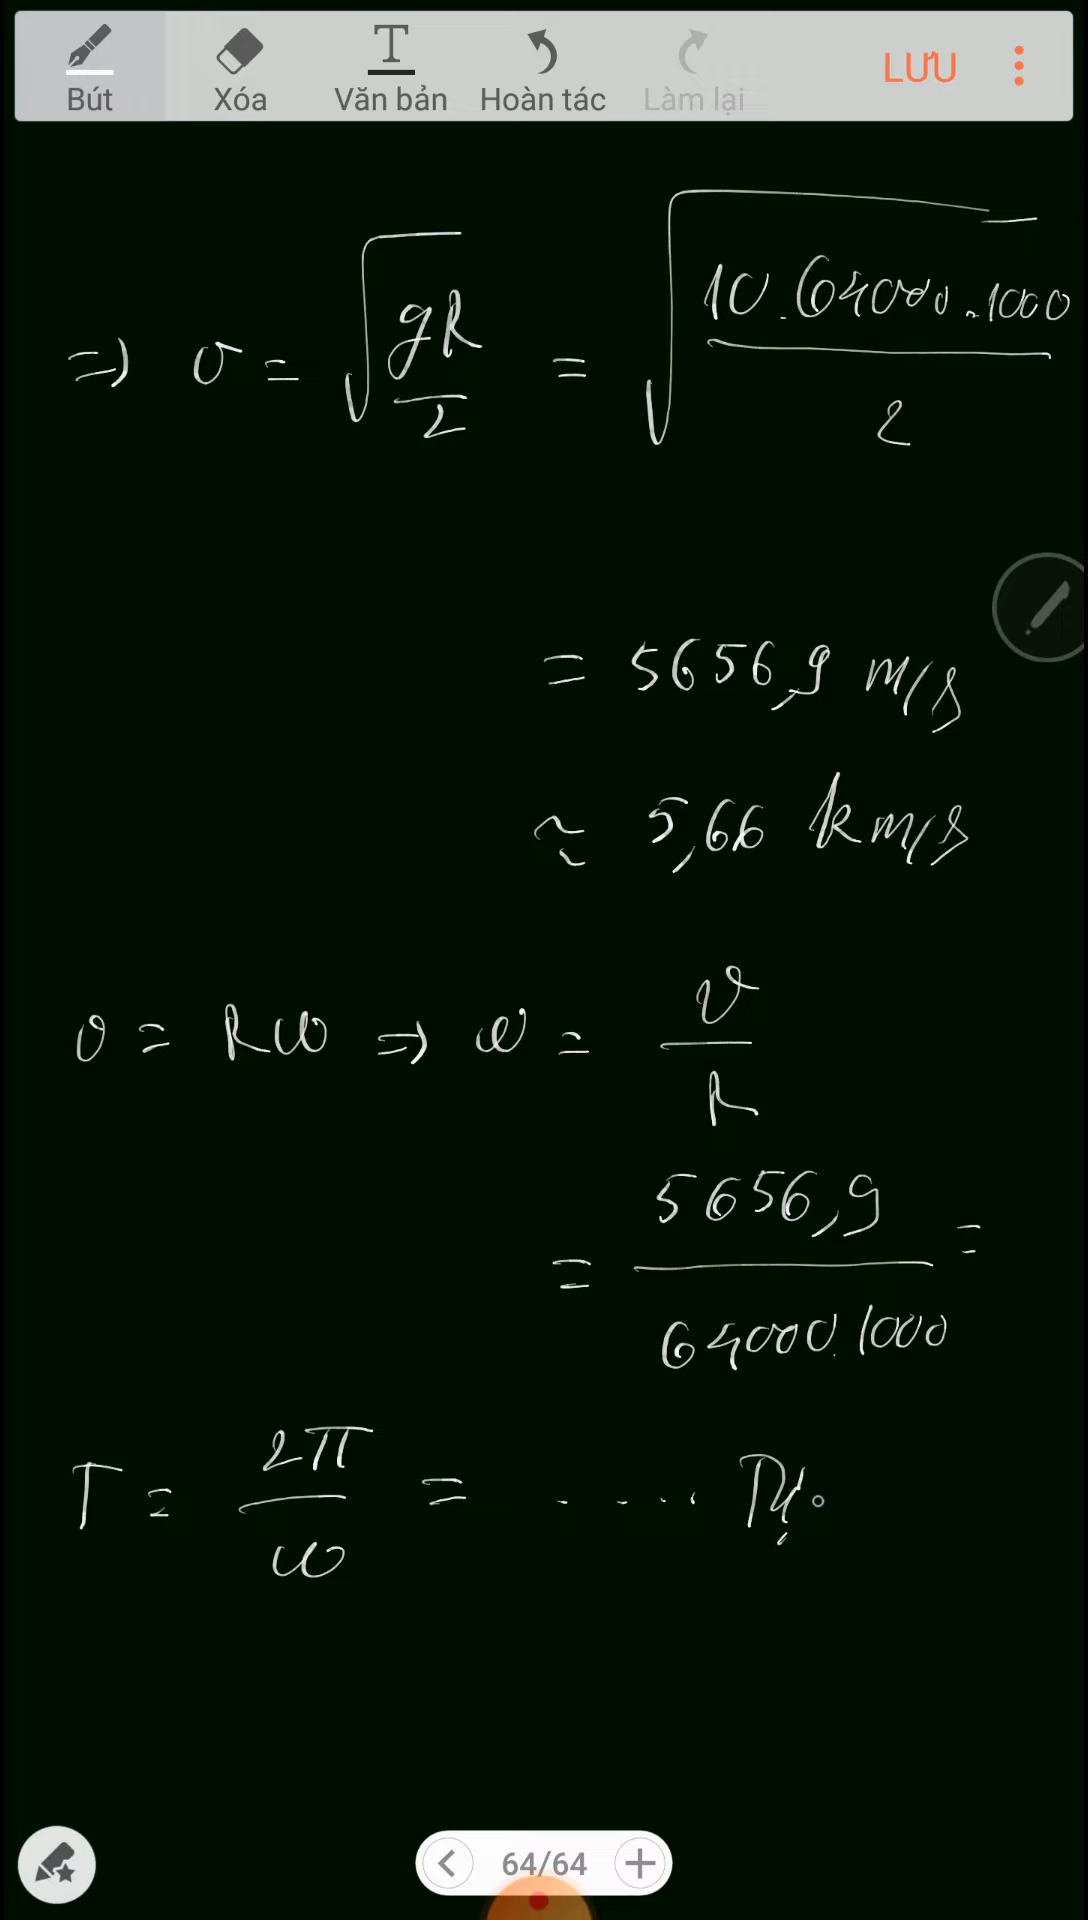 Bút Xóa Văn bản Hoàn tác Làm lại LƯU
=> v = √(gR/2) = √(10.64000.1000/2)
= 5656,9 m/s
≈ 5,66 km/s
v = Rω => ω = v/R
= 5656,9/64000.1000 =
T = 2π/ω = ....
64/64